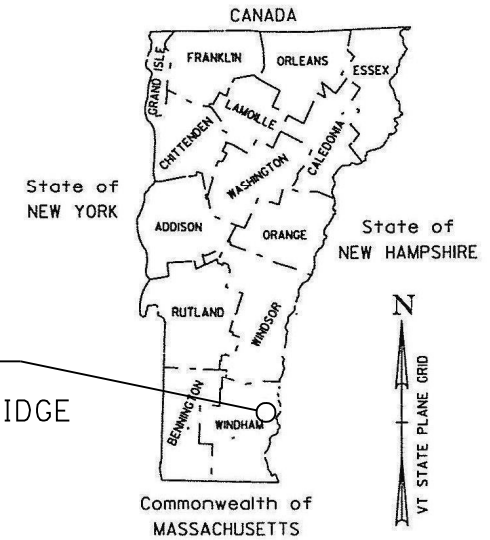 CANADA
FRANKLIN
ORLEANS
ESSEX
GRAND ISLE
LAMOILLE
CHITTENDEN
CALEDONIA
WASHINGTON
State of
NEW YORK
ADDISON
ORANGE
State of
NEW HAMPSHIRE
RUTLAND
WINDSOR
N
VT STATE PLANE GRID
IDGE
BENNINGTON
WINDHAM
Commonwealth of
MASSACHUSETTS